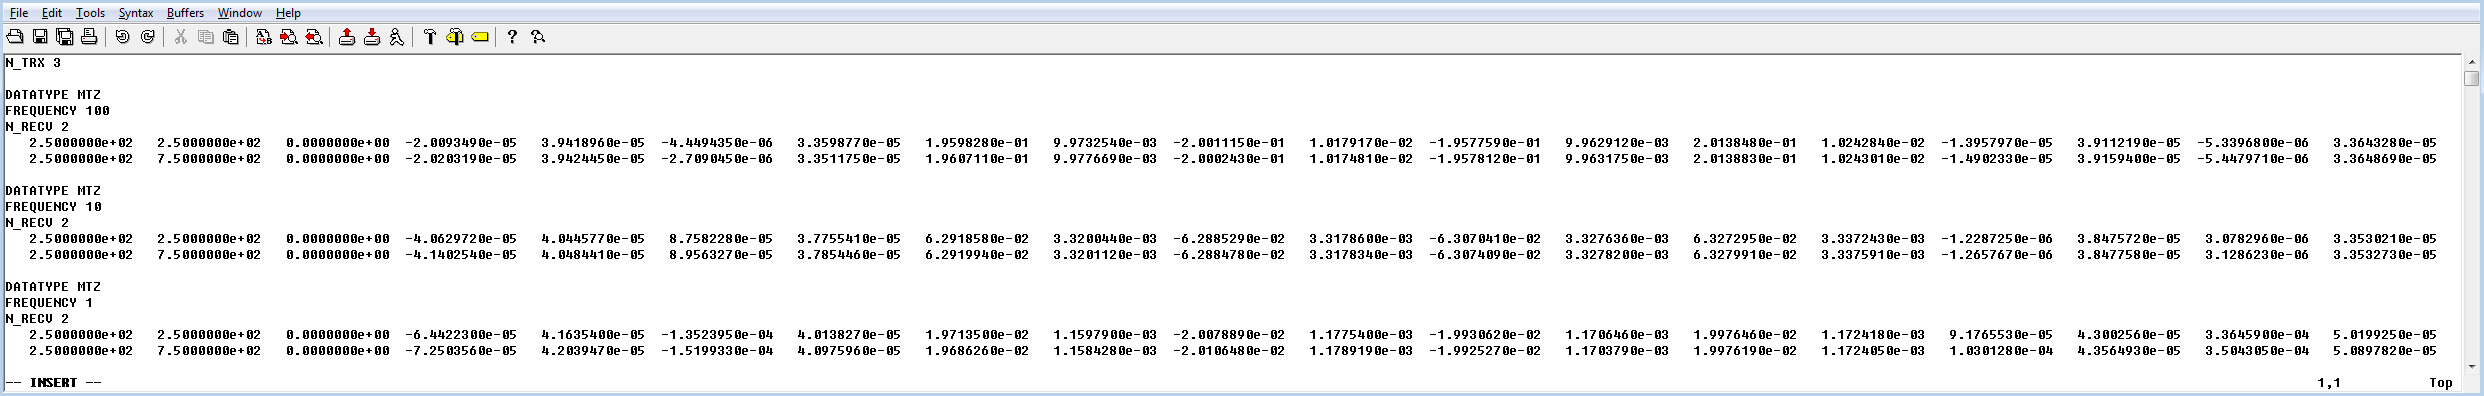 File Edit Tools Syntax Buffers Window Help
N_TRX 3
DATATYPE MTZ
FREQUENCY 100
N_RECV 2
2.5000000e+02 2.5000000e+02 0.0000000e+00 -2.0093490e-05 3.9418960e-05 -4.4494350e-06 3.3598770e-05 1.9598280e-01 9.9732540e-03 -2.0011150e-01 1.0179170e-02 -1.9577590e-01 9.9629120e-03 2.0138480e-01 1.0242840e-02 -1.3957970e-05 3.9112190e-05 -5.3396800e-06 3.3643280e-05
2.5000000e+02 7.5000000e+02 0.0000000e+00 -2.0203190e-05 3.9424450e-05 -2.7090450e-06 3.3511750e-05 1.9607110e-01 9.9776690e-03 -2.0002430e-01 1.0174810e-02 -1.9578120e-01 9.9631750e-03 2.0138830e-01 1.0243010e-02 -1.4902330e-05 3.9159400e-05 -5.4479710e-06 3.3648690e-05
DATATYPE MTZ
FREQUENCY 10
N_RECV 2
2.5000000e+02 2.5000000e+02 0.0000000e+00 -4.0629720e-05 4.0445770e-05 8.7582280e-05 3.7755410e-05 6.2918580e-02 3.3200440e-03 -6.2885290e-02 3.3178600e-03 -6.3070410e-02 3.3276360e-03 6.3272950e-02 3.3372430e-03 -1.2287250e-06 3.8475720e-05 3.0782960e-06 3.3530210e-05
2.5000000e+02 7.5000000e+02 0.0000000e+00 -4.1402540e-05 4.0484410e-05 8.9563270e-05 3.7854460e-05 6.2919940e-02 3.3201120e-03 -6.2884780e-02 3.3178340e-03 -6.3074090e-02 3.3278200e-03 6.3279910e-02 3.3375910e-03 -1.2657670e-06 3.8477580e-05 3.1286230e-06 3.3532730e-05
DATATYPE MTZ
FREQUENCY 1
N_RECV 2
2.5000000e+02 2.5000000e+02 0.0000000e+00 -6.4422300e-05 4.1635400e-05 -1.3523950e-04 4.0138270e-05 1.9713500e-02 1.1597900e-03 -2.0078890e-02 1.1775400e-03 -1.9930620e-02 1.1706460e-03 1.9976460e-02 1.1724180e-03 9.1765530e-05 4.3002560e-05 3.3645900e-04 5.0199250e-05
2.5000000e+02 7.5000000e+02 0.0000000e+00 -7.2503560e-05 4.2039470e-05 -1.5199330e-04 4.0975960e-05 1.9686260e-02 1.1584280e-03 -2.0106480e-02 1.1789190e-03 -1.9925270e-02 1.1703790e-03 1.9976190e-02 1.1724050e-03 1.0301280e-04 4.3564930e-05 3.5043050e-04 5.0897820e-05
-- INSERT -- 1,1 Top